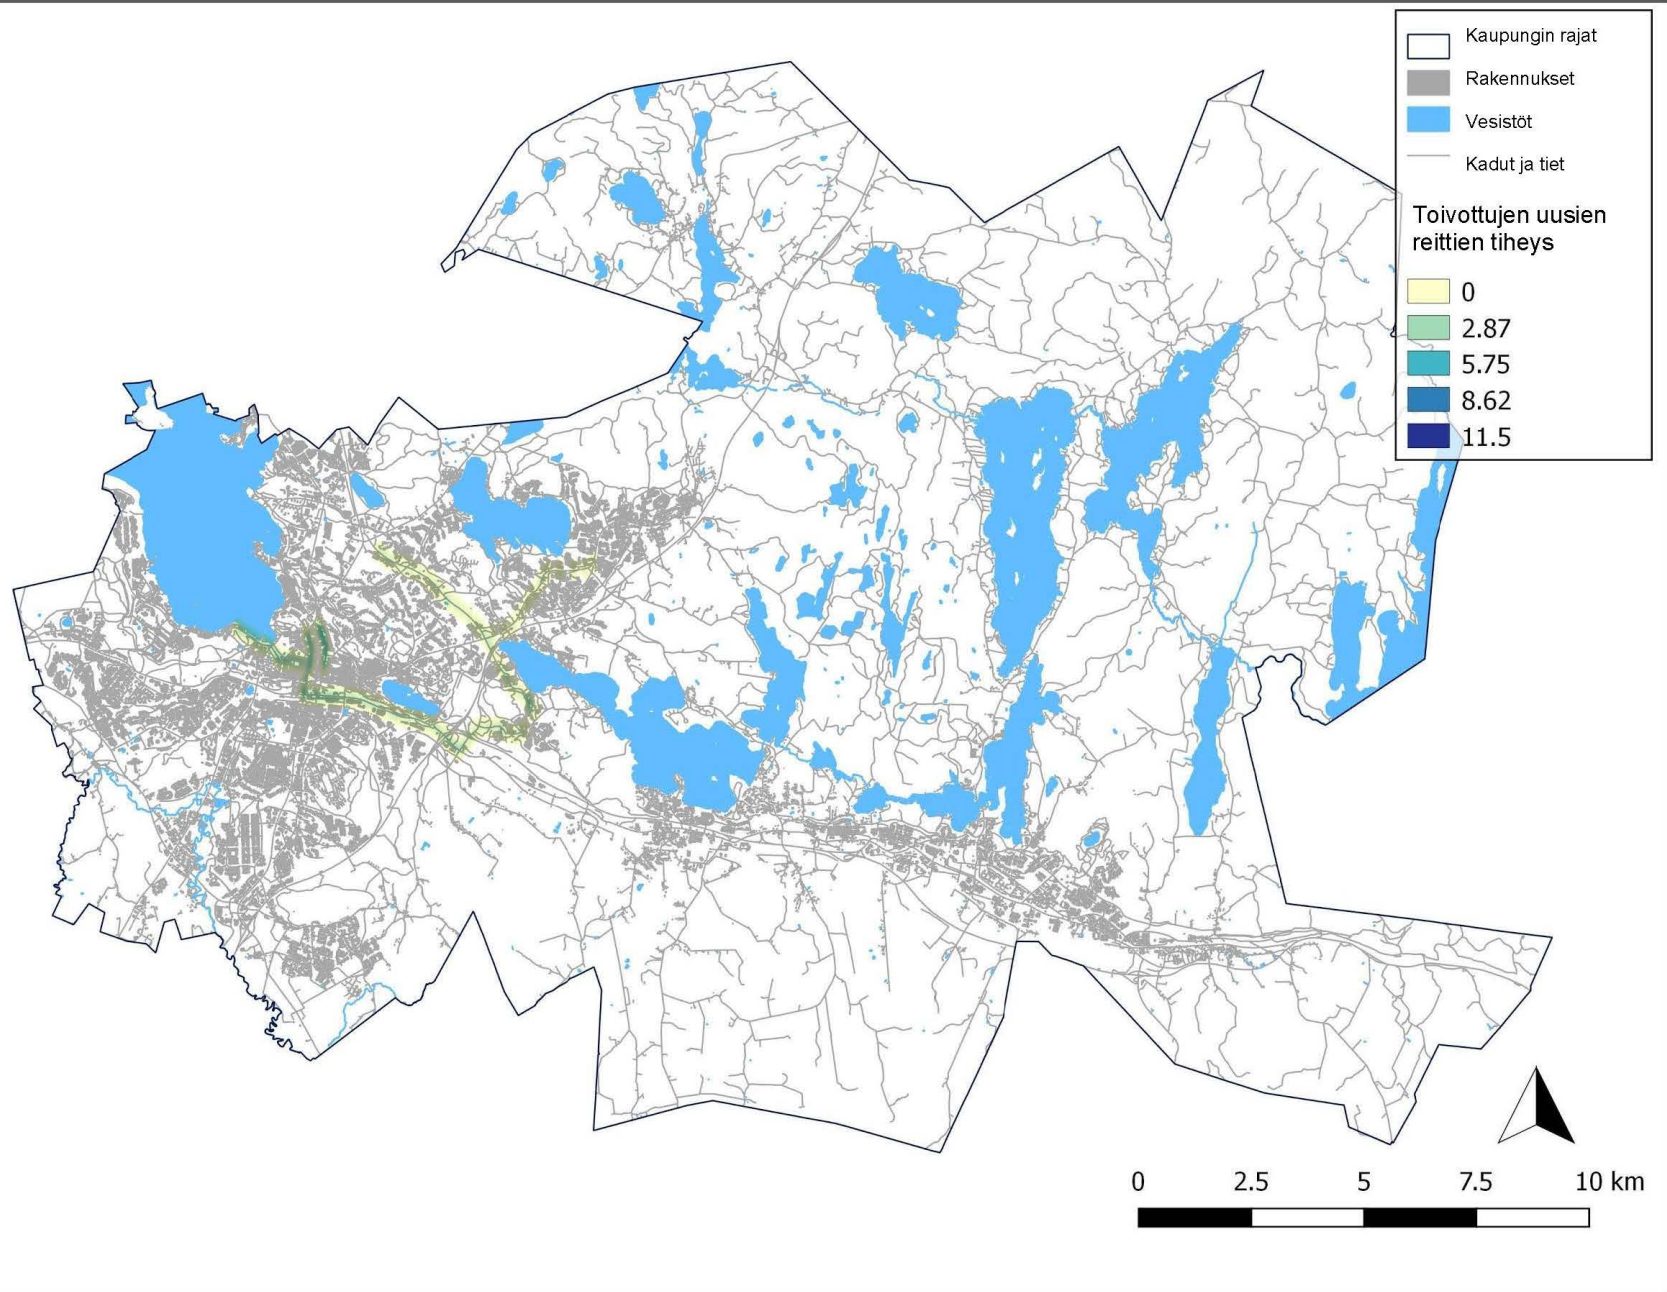 Kaupungin rajat
Rakennukset
Vesistöt
Kadut ja tiet
Toivottujen uusien
reittien tiheys
0
2.87
5.75
8.62
11.5
0 2.5 5 7.5 10 km